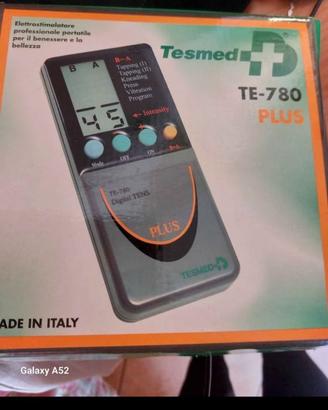 Elettrostimolatore
professionale portatile
per il benessere e la
bellezza
Tesmed
TE-780
PLUS
B A
B-A
Tapping (I)
Tapping (II)
Kneading
Press
Vibration
Program
45
Intensity
Mode
OFF
ON
B-A
TE-780
Digital TENS
PLUS
TESMED
ADE IN ITALY
Galaxy A52